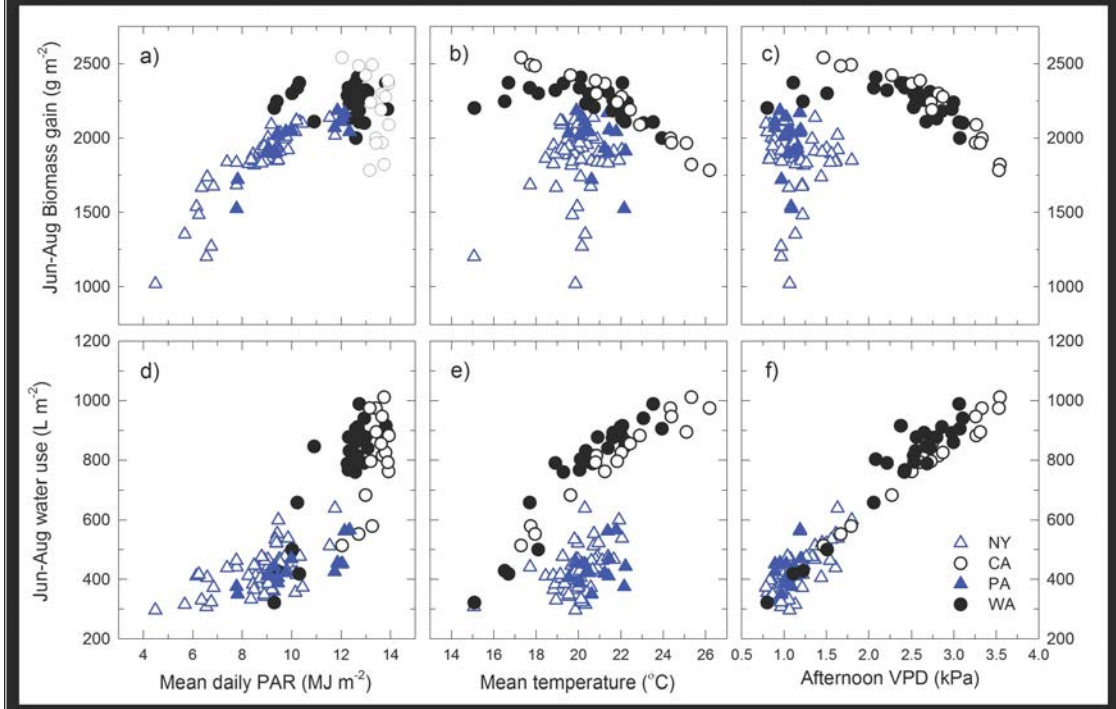 a)
b)
c)
Jun-Aug Biomass gain (g m-2)
2500
2000
1500
1000
2500
2000
1500
1000
d)
e)
f)
Jun-Aug water use (L m-2)
1200
1000
800
600
400
200
1200
1000
800
600
400
200
NY
CA
PA
WA
4 6 8 10 12 14
14 16 18 20 22 24 26
0.5 1.0 1.5 2.0 2.5 3.0 3.5 4.0
Mean daily PAR (MJ m-2)
Mean temperature (°C)
Afternoon VPD (kPa)